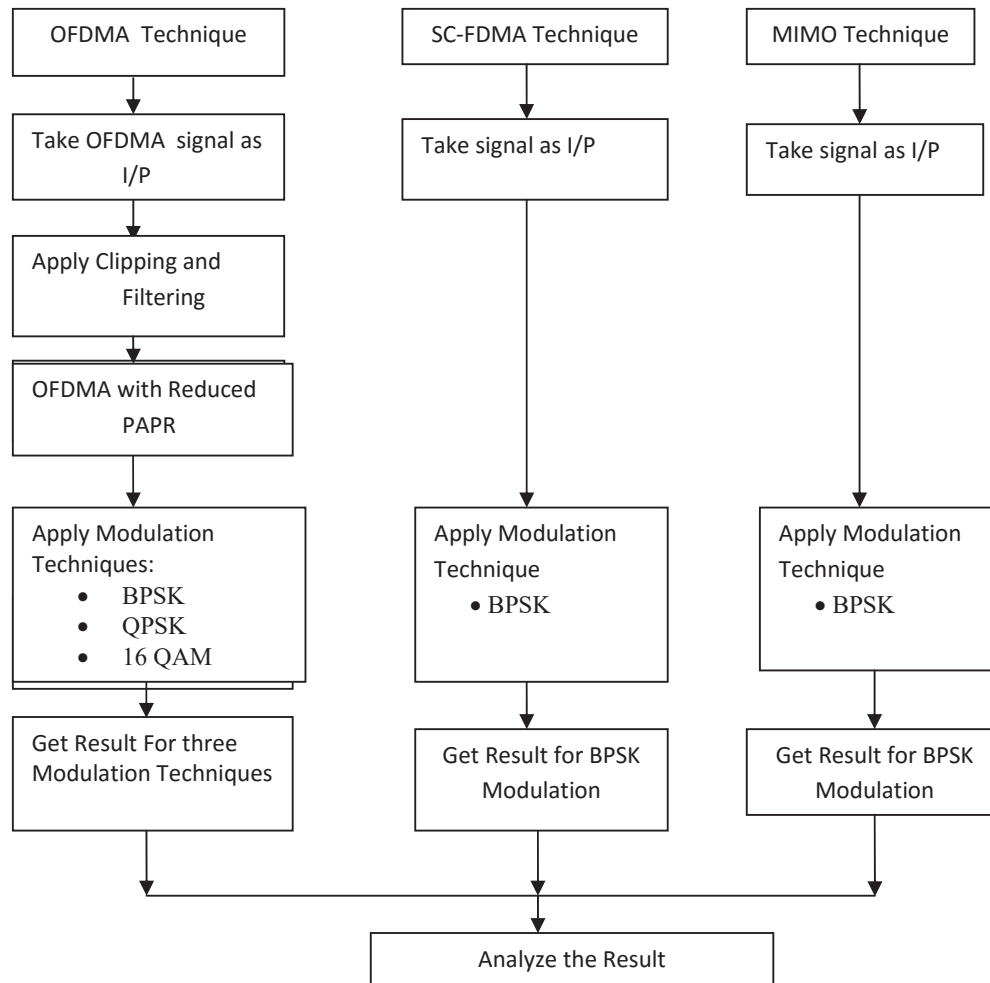 OFDMA Technique
Take OFDMA signal as
I/P
Apply Clipping and
Filtering
OFDMA with Reduced
PAPR
Apply Modulation
Techniques:
• BPSK
• QPSK
• 16 QAM
Get Result For three
Modulation Techniques
SC-FDMA Technique
Take signal as I/P
Apply Modulation
Technique
• BPSK
Get Result for BPSK
Modulation
MIMO Technique
Take signal as I/P
Apply Modulation
Technique
• BPSK
Get Result for BPSK
Modulation
Analyze the Result